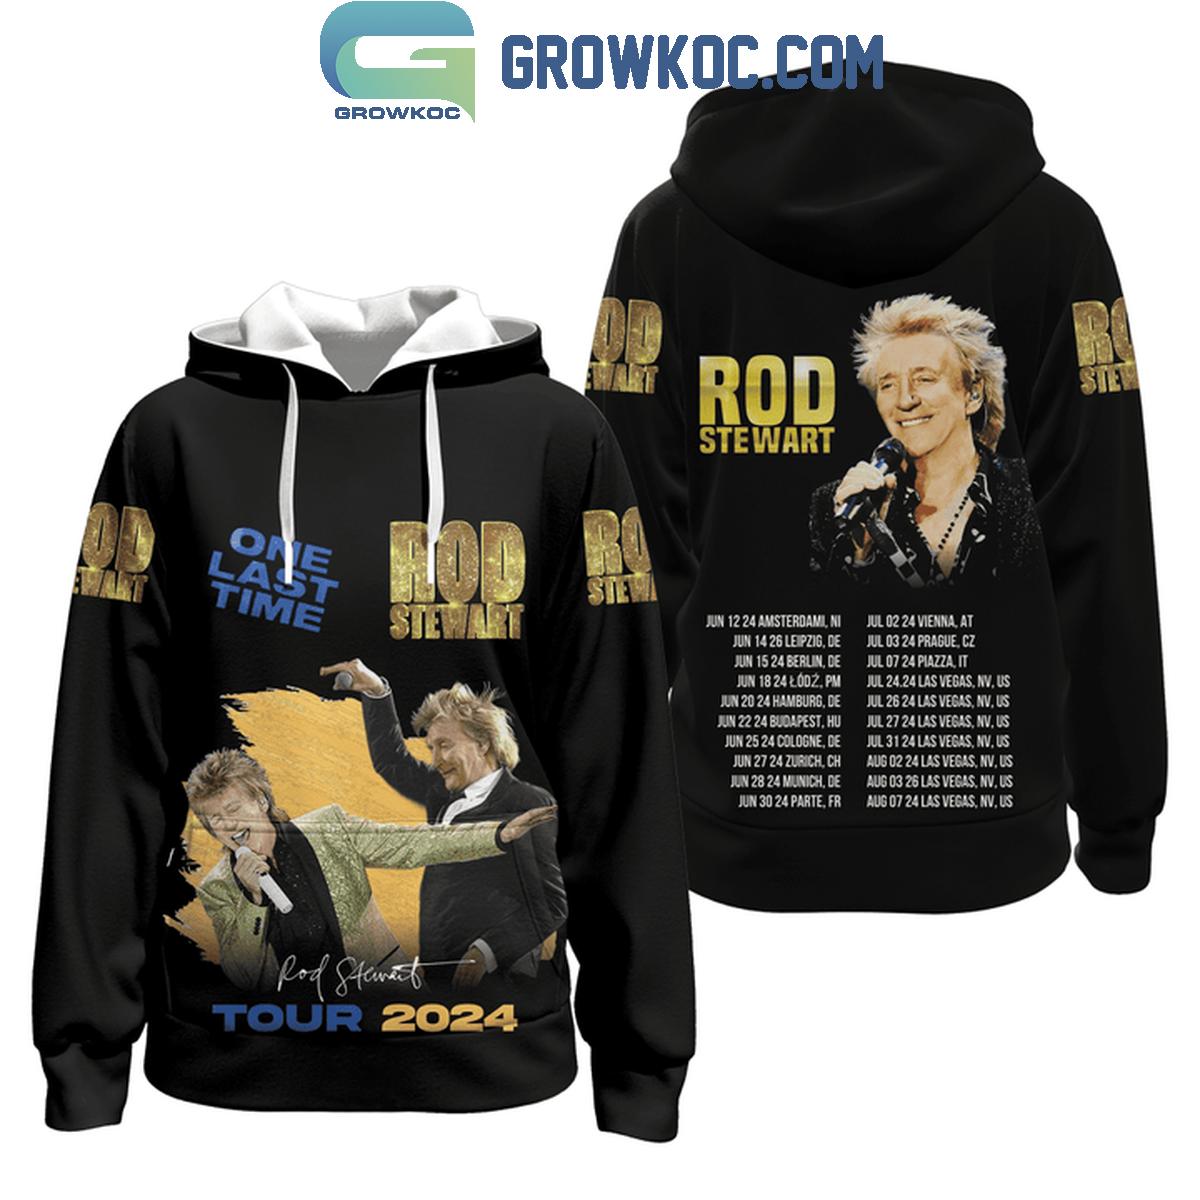 GROWKOC
GROWKOC.COM
ROD
STEWART
ROD
STEWART
ROD
STEWART
JUN 12 24 AMSTERDAMI, NI
JUN 14 26 LEIPZIG, DE
JUN 15 24 BERLIN, DE
JUN 18 24 ŁÓDŹ, PM
JUN 20 24 HAMBURG, DE
JUN 22 24 BUDAPEST, HU
JUN 25 24 COLOGNE, DE
JUN 27 24 ZURICH, CH
JUN 28 24 MUNICH, DE
JUN 30 24 PARTE, FR
JUL 02 24 VIENNA, AT
JUL 03 24 PRAGUE, CZ
JUL 07 24 PIAZZA, IT
JUL 24.24 LAS VEGAS, NV, US
JUL 26 24 LAS VEGAS, NV, US
JUL 27 24 LAS VEGAS, NV, US
JUL 31 24 LAS VEGAS, NV, US
AUG 02 24 LAS VEGAS, NV, US
AUG 03 26 LAS VEGAS, NV, US
AUG 07 24 LAS VEGAS, NV, US
ROD
STEWART
ONE
LAST
TIME
ROD
STEWART
ROD
STEWART
Rod Stewart
TOUR 2024